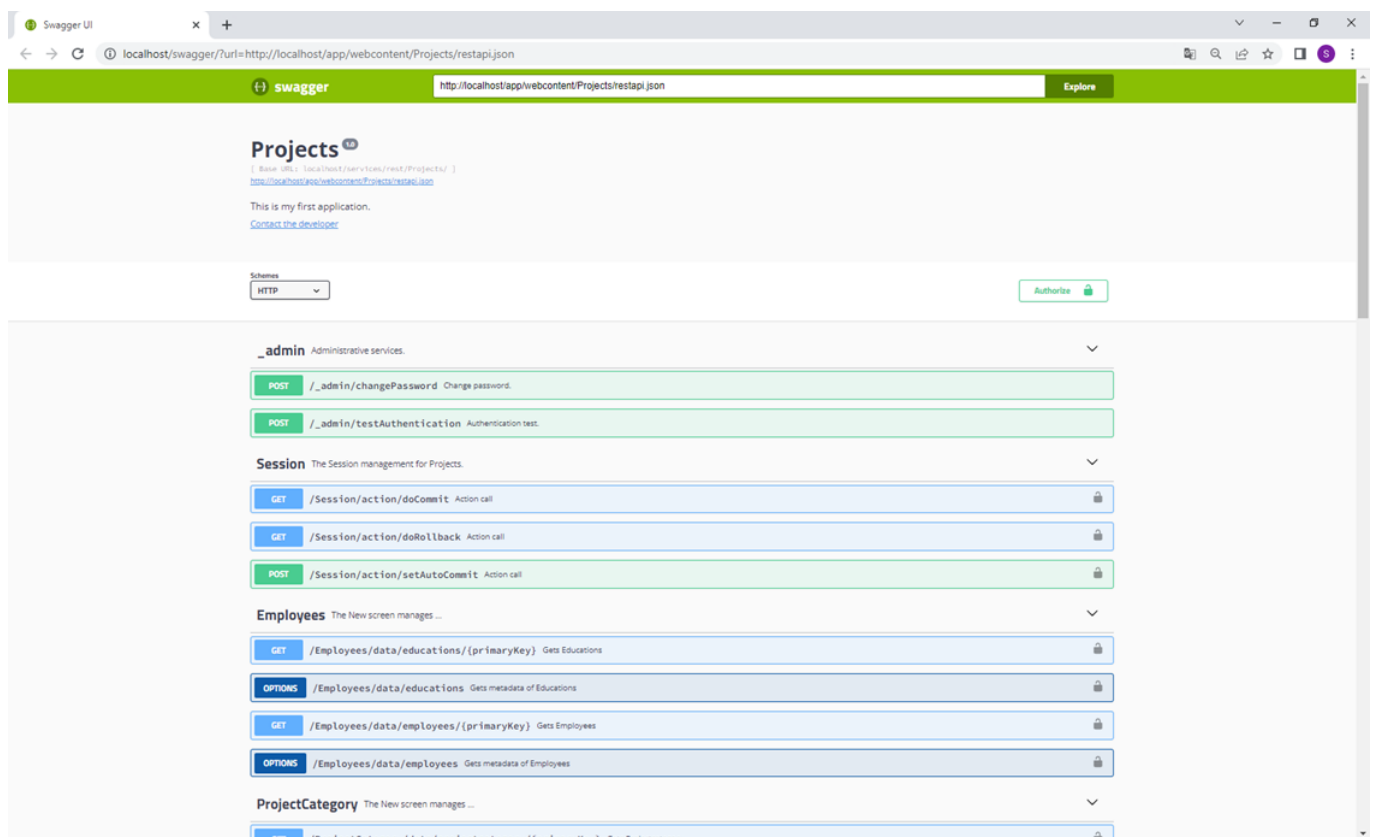 Swagger UI
localhost/swagger/?url=http://localhost/app/webcontent/Projects/restapi.json
S
swagger
http://localhost/app/webcontent/Projects/restapi.json
Explore
Projects 1.0
[ Base URL: localhost/services/rest/Projects/ ]
http://localhost/app/webcontent/Projects/restapi.json
This is my first application.
Contact the developer
Schemes
HTTP
Authorize
_admin Administrative services.
POST /_admin/changePassword Change password.
POST /_admin/testAuthentication Authentication test.
Session The Session management for Projects.
GET /Session/action/doCommit Action call
GET /Session/action/doRollback Action call
POST /Session/action/setAutoCommit Action call
Employees The New screen manages ...
GET /Employees/data/educations/{primaryKey} Gets Educations
OPTIONS /Employees/data/educations Gets metadata of Educations
GET /Employees/data/employees/{primaryKey} Gets Employees
OPTIONS /Employees/data/employees Gets metadata of Employees
ProjectCategory The New screen manages ...